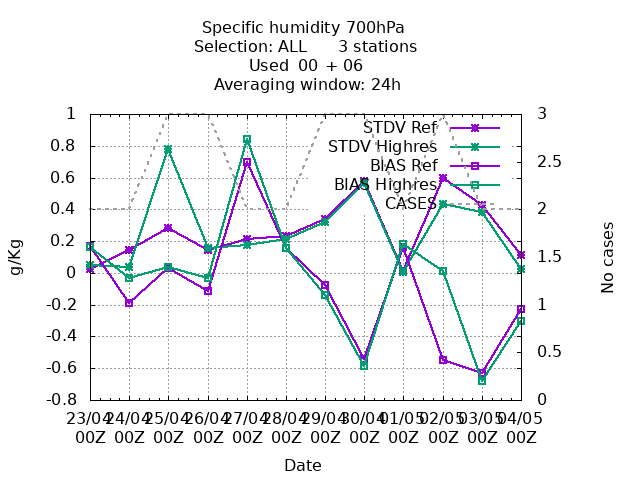 Specific humidity 700hPa
Selection: ALL 3 stations
Used 00 + 06
Averaging window: 24h
1
0.8
0.6
0.4
0.2
0
-0.2
-0.4
-0.6
-0.8
g/Kg
STDV Ref
STDV Highres
BIAS Ref
BIAS Highres
CASES
3
2.5
2
1.5
1
0.5
0
No cases
23/04 24/04 25/04 26/04 27/04 28/04 29/04 30/04 01/05 02/05 03/05 04/05
00Z 00Z 00Z 00Z 00Z 00Z 00Z 00Z 00Z 00Z 00Z 00Z
Date